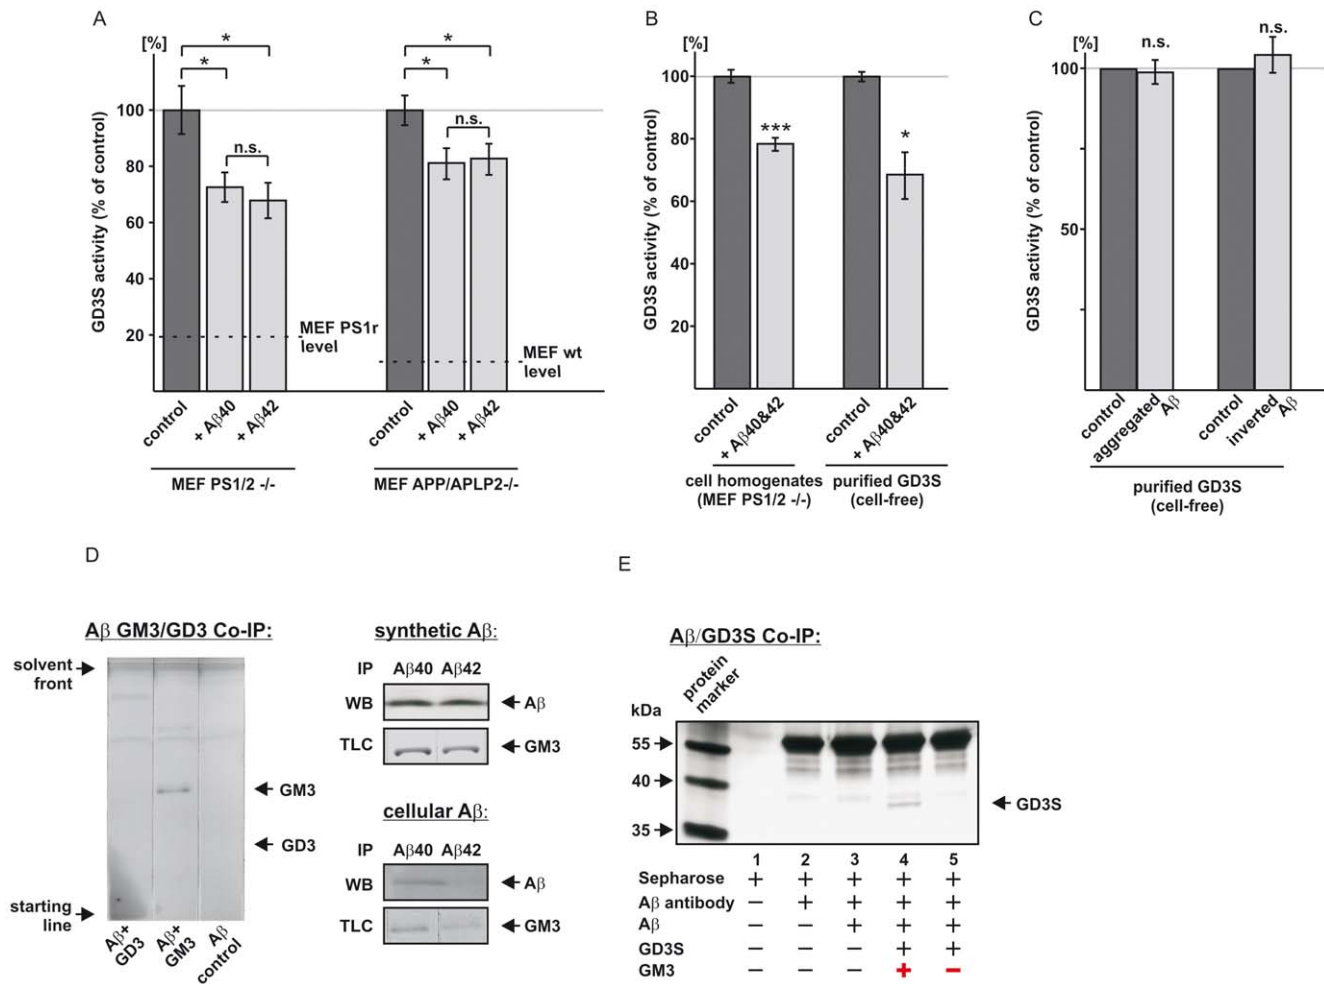 A
[%]
GD3S activity (% of control)
100
80
60
40
20
*
*
n.s.
*
*
n.s.
MEF PS1r
level
MEF wt
level
control
+ Aβ40
+ Aβ42
control
+ Aβ40
+ Aβ42
MEF PS1/2 -/-
MEF APP/APLP2-/-
B
[%]
GD3S activity (% of control)
100
80
60
40
20
***
*
control
+ Aβ40&42
control
+ Aβ40&42
cell homogenates
(MEF PS1/2 -/-)
purified GD3S
(cell-free)
C
[%]
GD3S activity (% of control)
100
50
n.s.
n.s.
control
aggregated
Aβ
control
inverted
Aβ
purified GD3S
(cell-free)
D
Aβ GM3/GD3 Co-IP:
solvent
front
GM3
GD3
starting
line
Aβ+
GD3
Aβ+
GM3
Aβ
control
synthetic Aβ:
IP Aβ40 Aβ42
WB Aβ
TLC GM3
cellular Aβ:
IP Aβ40 Aβ42
WB Aβ
TLC GM3
E
Aβ/GD3S Co-IP:
protein
marker
kDa
55
40
35
GD3S
1 2 3 4 5
Sepharose + + + + +
Aβ antibody − + + + +
Aβ − − + + +
GD3S − − − + +
GM3 − − − + −